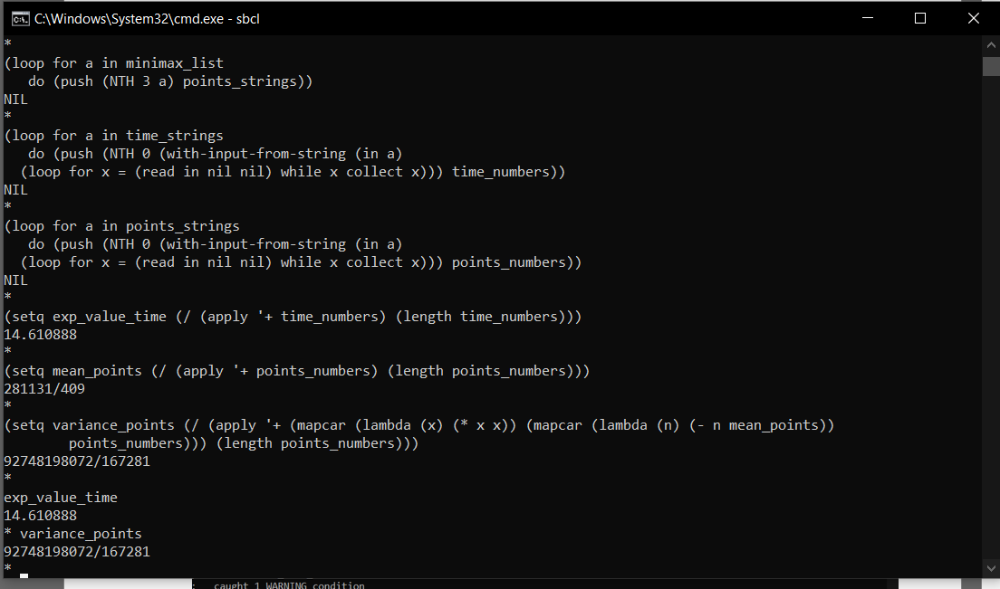 C:\Windows\System32\cmd.exe - sbcl
*
(loop for a in minimax_list
   do (push (NTH 3 a) points_strings))
NIL
*
(loop for a in time_strings
   do (push (NTH 0 (with-input-from-string (in a)
  (loop for x = (read in nil nil) while x collect x))) time_numbers))
NIL
*
(loop for a in points_strings
   do (push (NTH 0 (with-input-from-string (in a)
  (loop for x = (read in nil nil) while x collect x))) points_numbers))
NIL
*
(setq exp_value_time (/ (apply '+ time_numbers) (length time_numbers)))
14.610888
*
(setq mean_points (/ (apply '+ points_numbers) (length points_numbers)))
281131/409
*
(setq variance_points (/ (apply '+ (mapcar (lambda (x) (* x x)) (mapcar (lambda (n) (- n mean_points))
        points_numbers))) (length points_numbers)))
92748198072/167281
*
exp_value_time
14.610888
* variance_points
92748198072/167281
*
; caught 1 WARNING condition